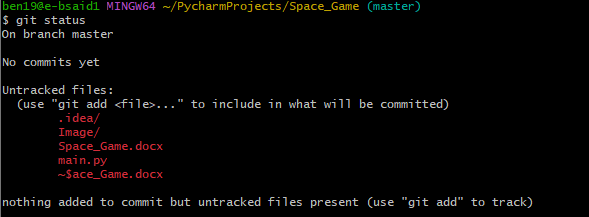 ben19@e-bsaid1 MINGW64 ~/PycharmProjects/Space_Game (master)
$ git status
On branch master
No commits yet
Untracked files:
(use "git add <file>..." to include in what will be committed)
.idea/
Image/
Space_Game.docx
main.py
~$ace_Game.docx
nothing added to commit but untracked files present (use "git add" to track)